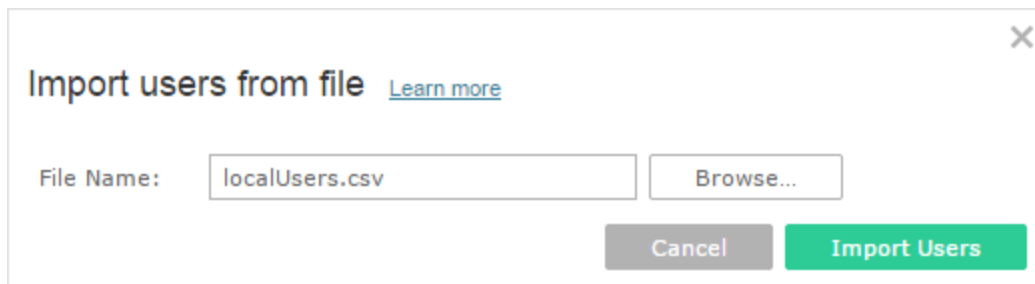 Import users from file Learn more
File Name: localUsers.csv Browse...
Cancel Import Users